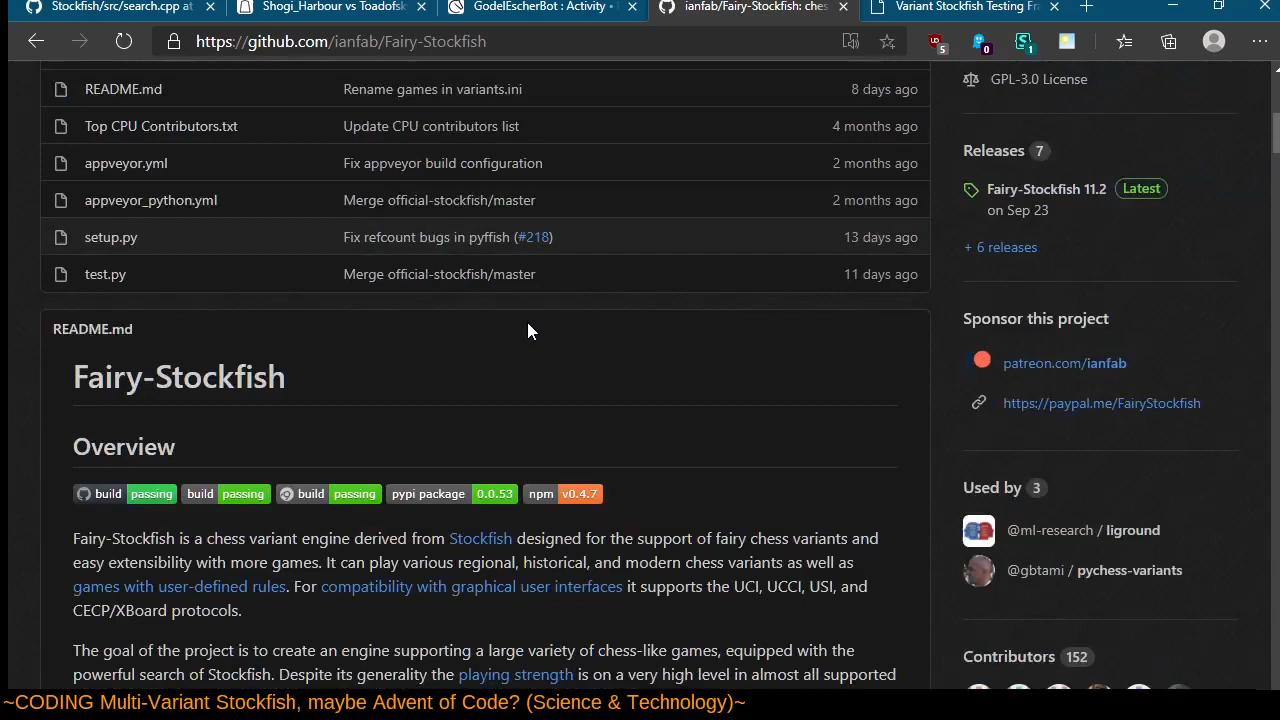 Stockfish/src/search.cpp at
Shogi_Harbour vs Toadofsk
GodelEscherBot : Activity •
ianfab/Fairy-Stockfish: ches
Variant Stockfish Testing Fra
https://github.com/ianfab/Fairy-Stockfish
5
0
1
README.md Rename games in variants.ini 8 days ago
Top CPU Contributors.txt Update CPU contributors list 4 months ago
appveyor.yml Fix appveyor build configuration 2 months ago
appveyor_python.yml Merge official-stockfish/master 2 months ago
setup.py Fix refcount bugs in pyffish (#218) 13 days ago
test.py Merge official-stockfish/master 11 days ago
README.md
Fairy-Stockfish
Overview
build passing build passing build passing pypi package 0.0.53 npm v0.4.7
Fairy-Stockfish is a chess variant engine derived from Stockfish designed for the support of fairy chess variants and
easy extensibility with more games. It can play various regional, historical, and modern chess variants as well as
games with user-defined rules. For compatibility with graphical user interfaces it supports the UCI, UCCI, USI, and
CECP/XBoard protocols.
The goal of the project is to create an engine supporting a large variety of chess-like games, equipped with the
powerful search of Stockfish. Despite its generality the playing strength is on a very high level in almost all supported
GPL-3.0 License
Releases 7
Fairy-Stockfish 11.2 Latest
on Sep 23
+ 6 releases
Sponsor this project
patreon.com/ianfab
https://paypal.me/FairyStockfish
Used by 3
@ml-research / liground
@gbtami / pychess-variants
Contributors 152
~CODING Multi-Variant Stockfish, maybe Advent of Code? (Science & Technology)~